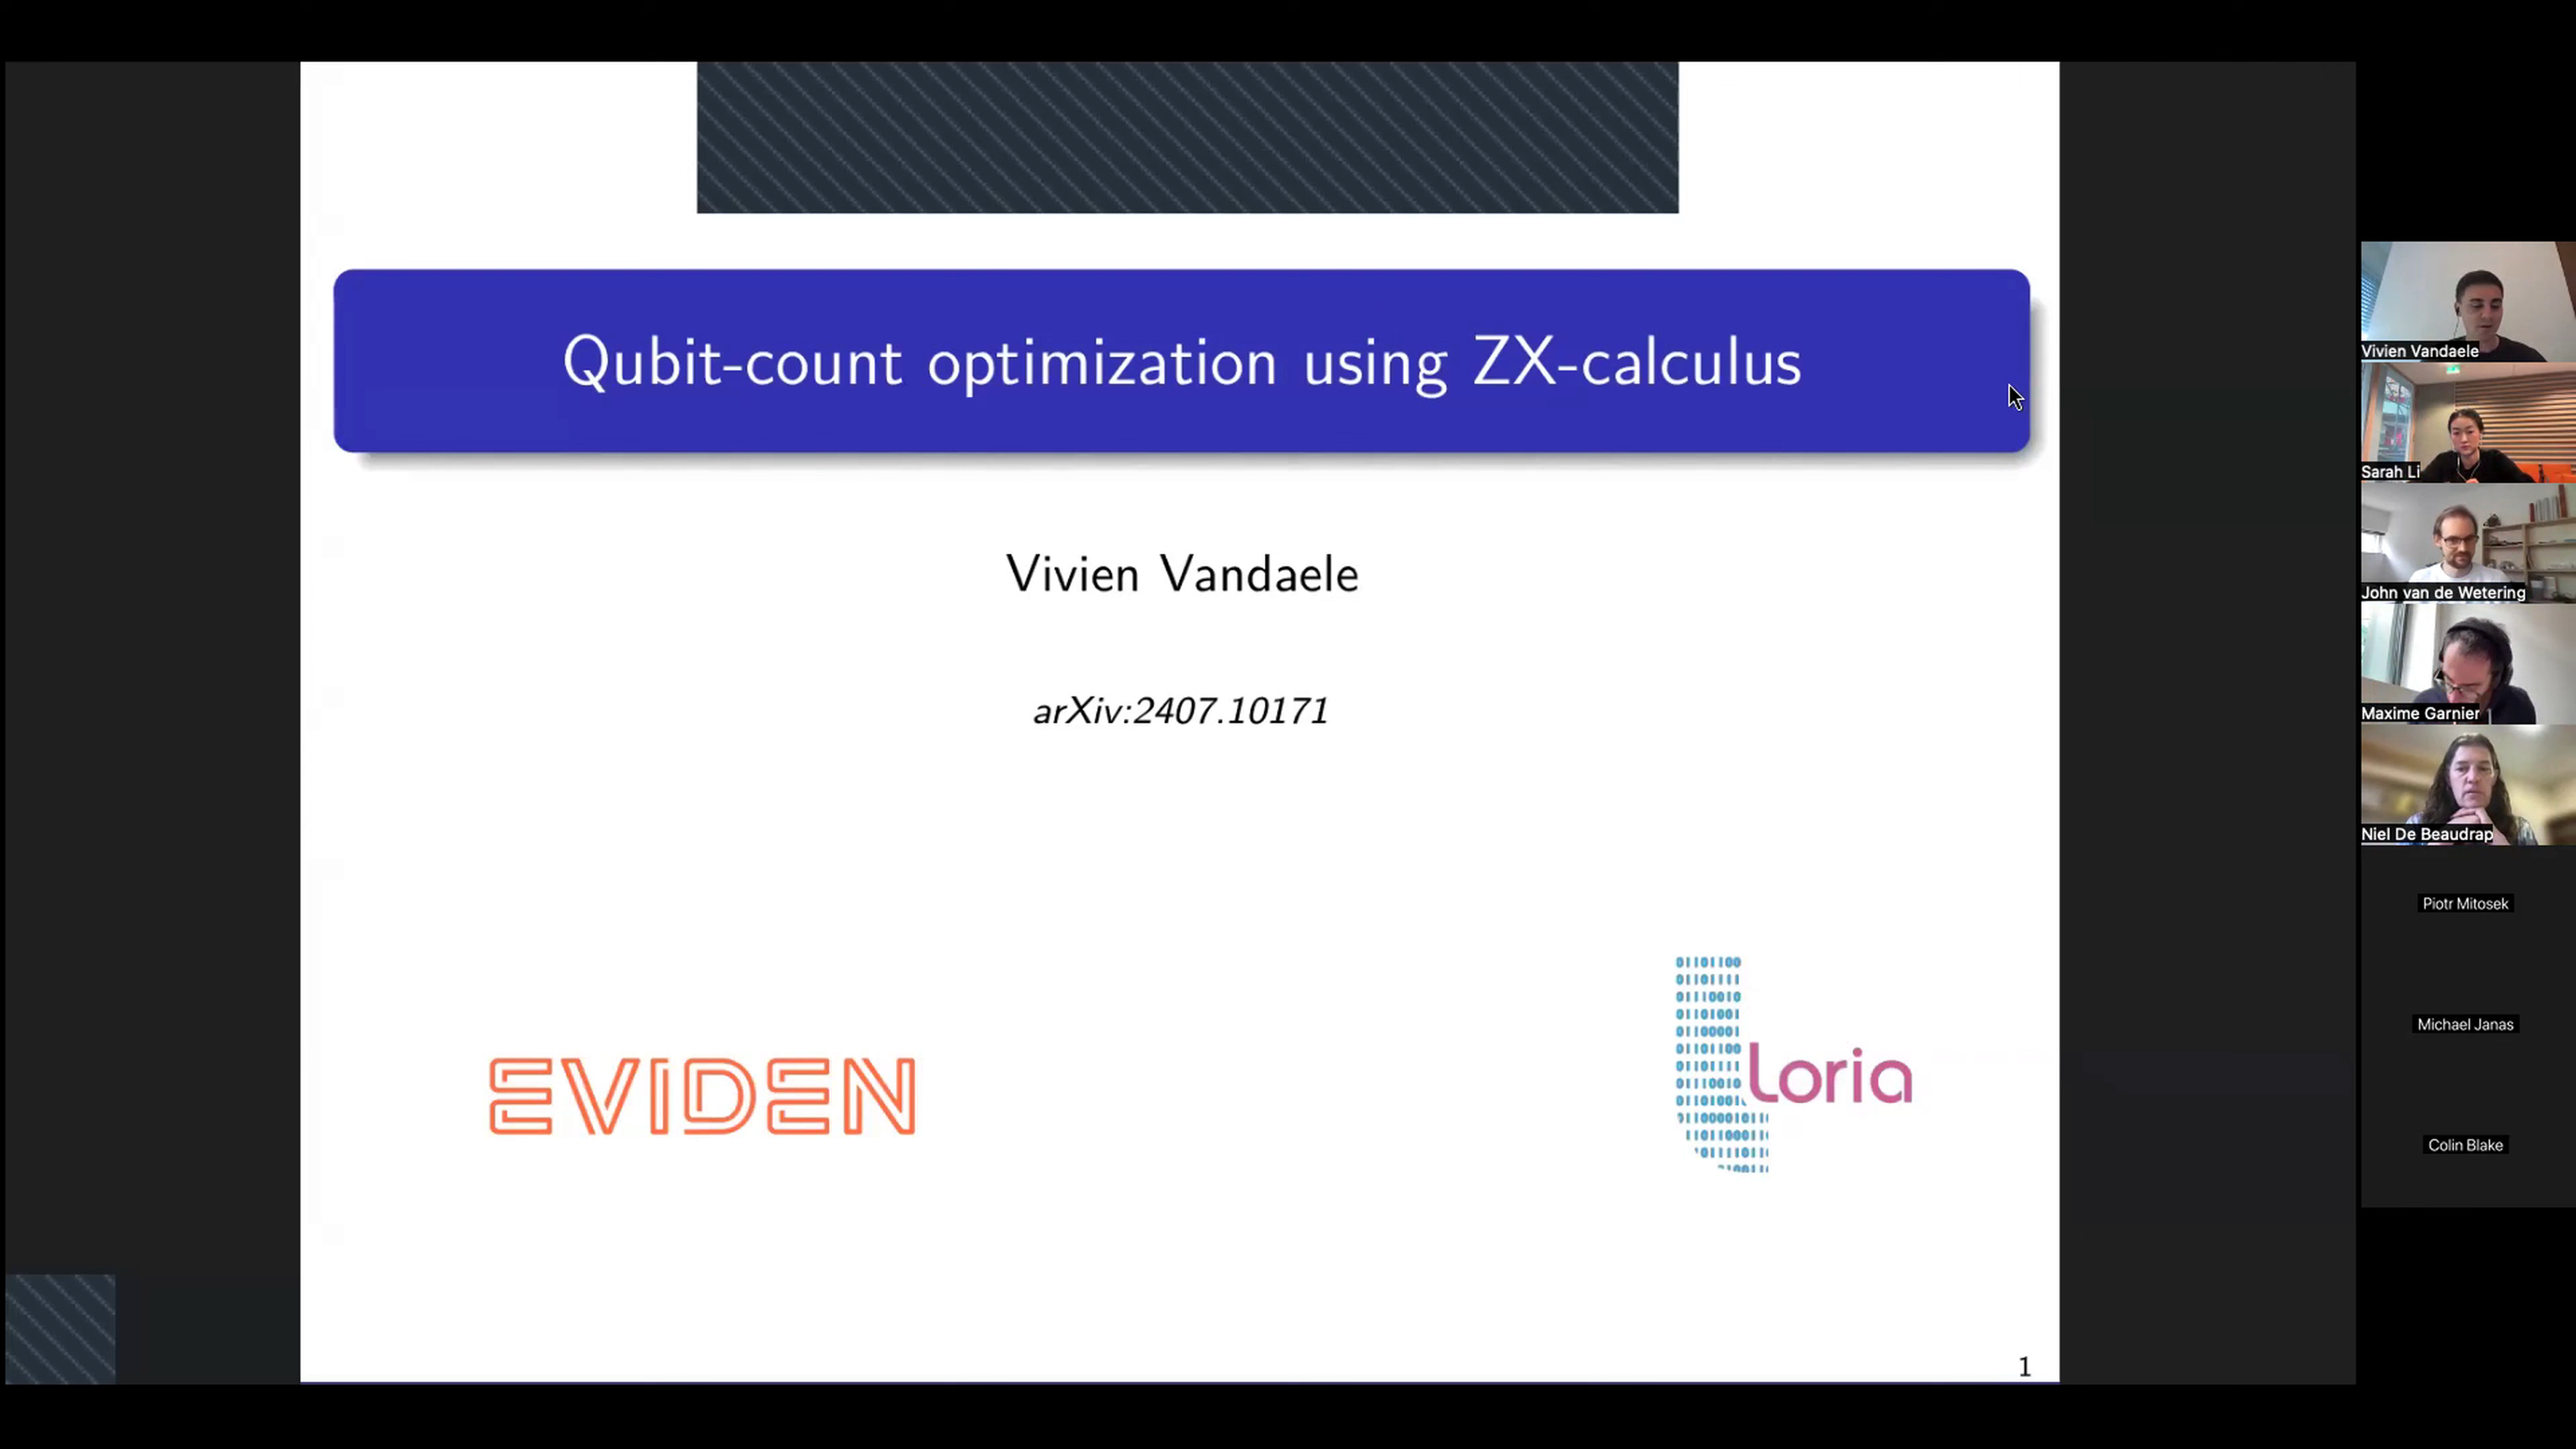 Qubit-count optimization using ZX-calculus
Vivien Vandaele
arXiv:2407.10171
EVIDEN
Loria
1
Vivien Vandaele
Sarah Li
John van de Wetering
Maxime Garnier
Niel De Beaudrap
Piotr Mitosek
Michael Janas
Colin Blake